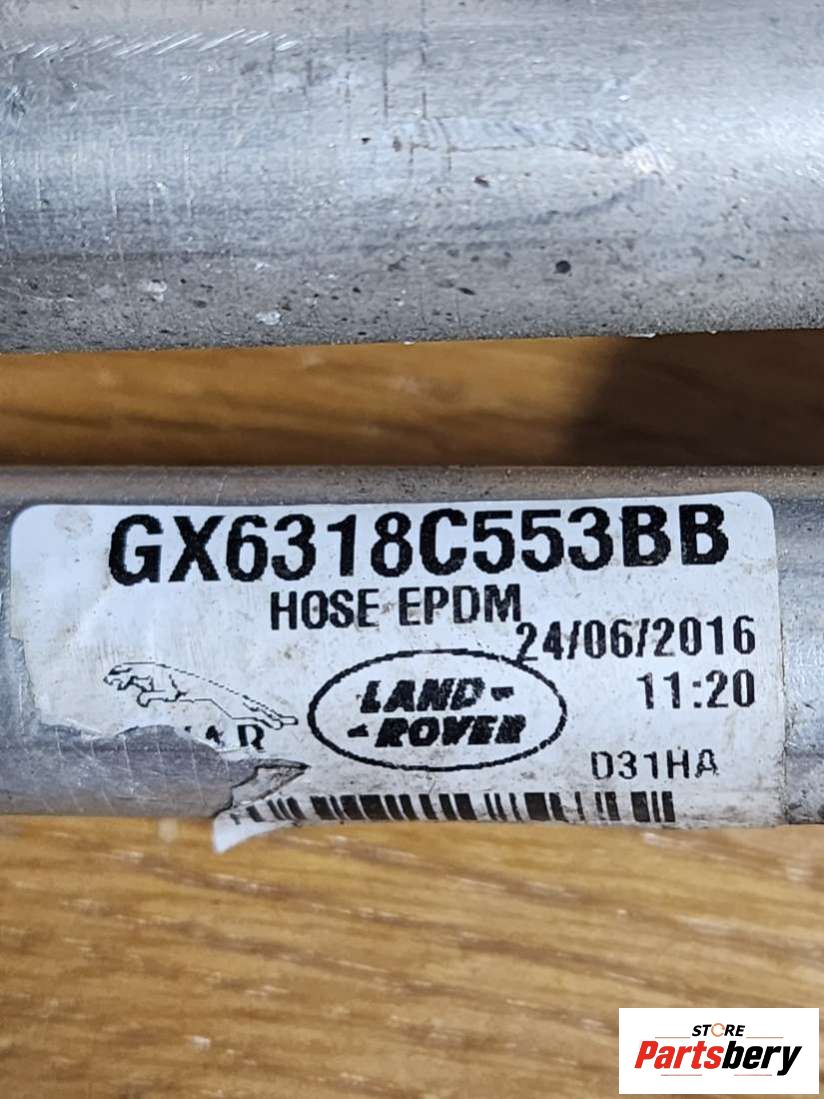 GX6318C553BB
HOSE EPDM
24/06/2016
11:20
LAND-
-ROVER
D31HA
STORE
Partsbery